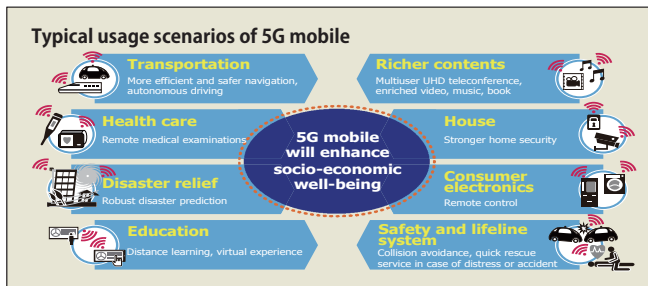 Typical usage scenarios of 5G mobile
Transportation
More efficient and safer navigation,
autonomous driving
Health care
Remote medical examinations
Disaster relief
Robust disaster prediction
Education
Distance learning, virtual experience
5G mobile
will enhance
socio-economic
well-being
Richer contents
Multiuser UHD teleconference,
enriched video, music, book
House
Stronger home security
Consumer
electronics
Remote control
Safety and lifeline
system
Collision avoidance, quick rescue
service in case of distress or accident